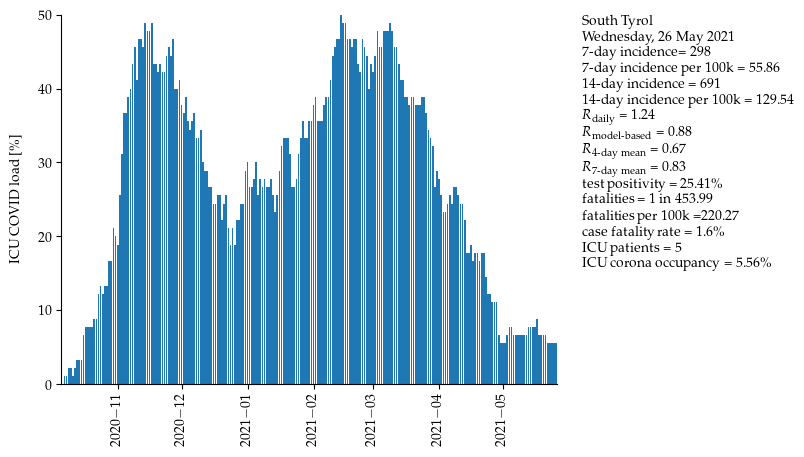 South Tyrol
Wednesday, 26 May 2021
7-day incidence= 298
7-day incidence per 100k = 55.86
14-day incidence = 691
14-day incidence per 100k = 129.54
R_daily = 1.24
R_model-based = 0.88
R_4-day mean = 0.67
R_7-day mean = 0.83
test positivity = 25.41%
fatalities = 1 in 453.99
fatalities per 100k =220.27
case fatality rate = 1.6%
ICU patients = 5
ICU corona occupancy = 5.56%
ICU COVID load [%]
50
40
30
20
10
0
2020−11
2020−12
2021−01
2021−02
2021−03
2021−04
2021−05